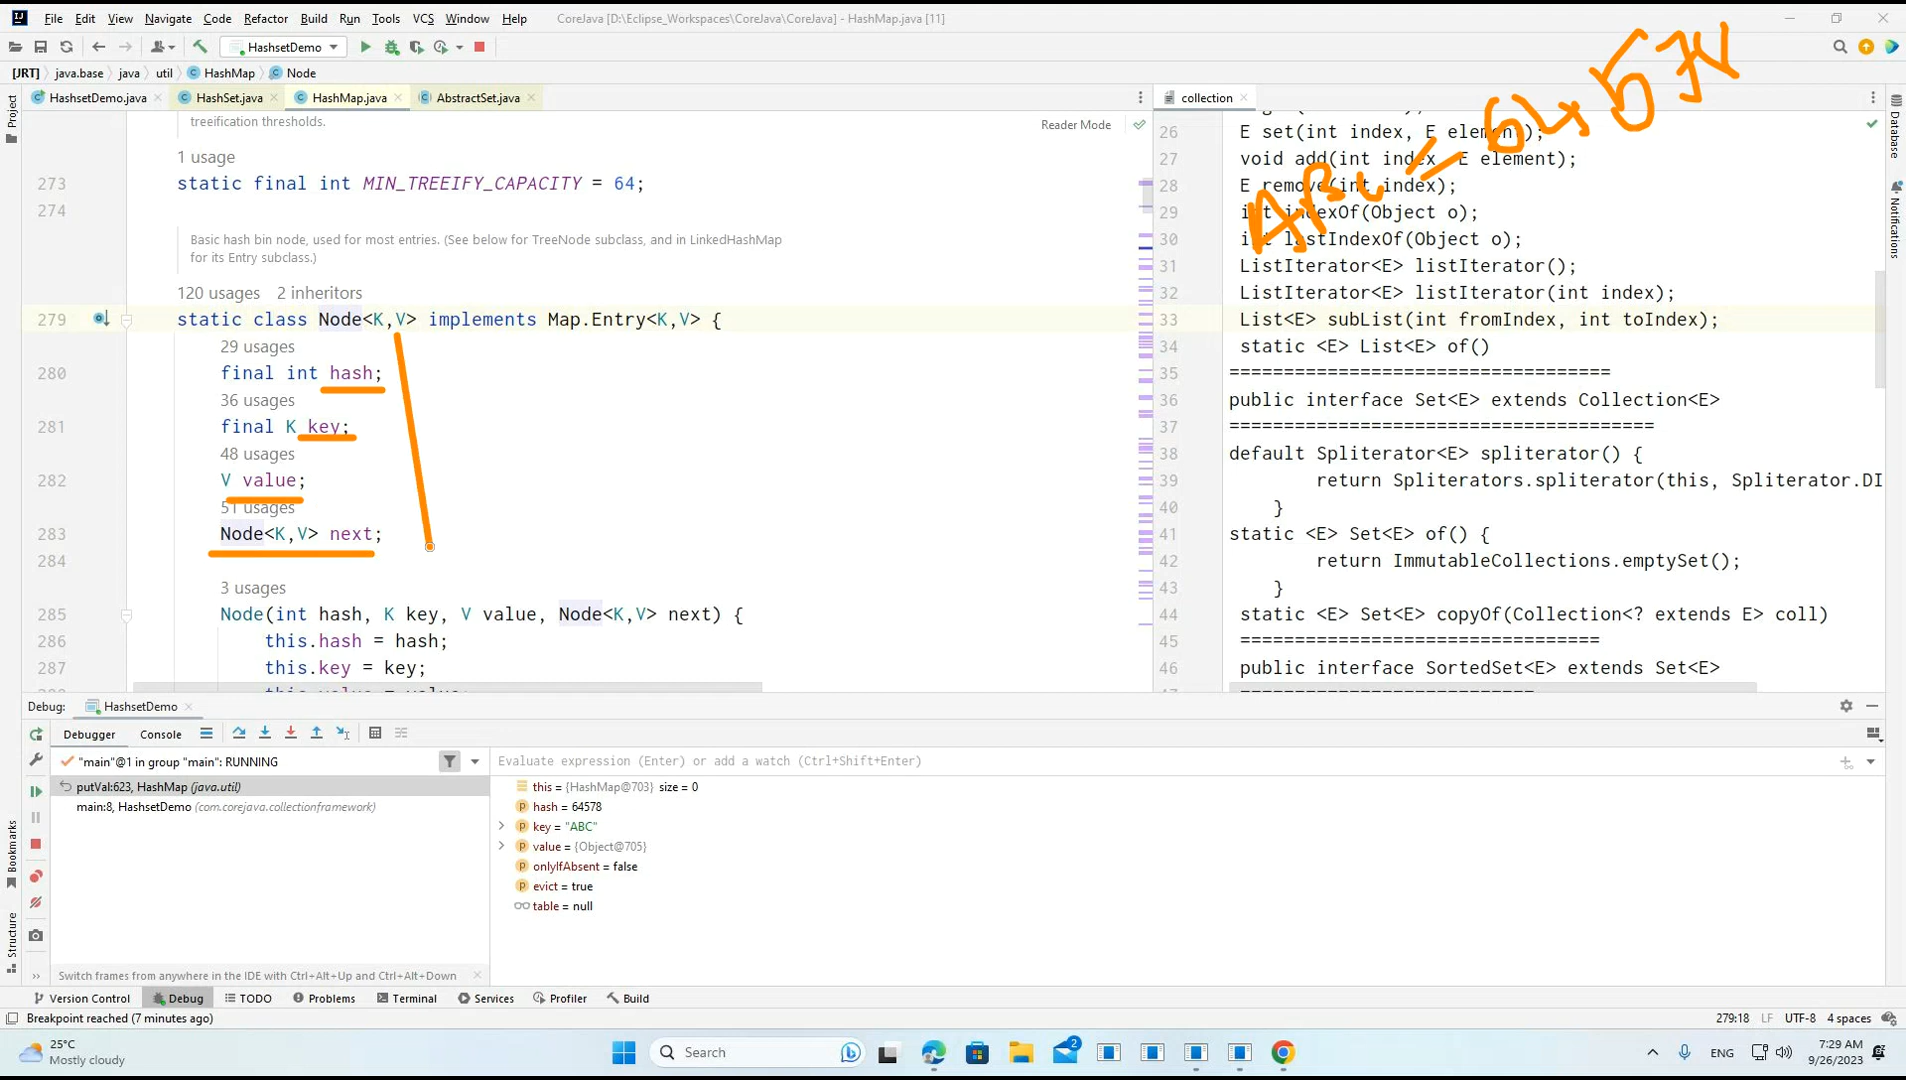 File Edit View Navigate Code Refactor Build Run Tools VCS Window Help CoreJava [D:\Eclipse_Workspaces\CoreJava\CoreJava] - HashMap.java [11]
HashsetDemo
[JRT] java.base java util HashMap Node
HashsetDemo.java HashSet.java HashMap.java AbstractSet.java
collection
Project
Bookmarks
Structure
Database
Notifications
Reader Mode
treeification thresholds.
1 usage
273 static final int MIN_TREEIFY_CAPACITY = 64;
274
Basic hash bin node, used for most entries. (See below for TreeNode subclass, and in LinkedHashMap
for its Entry subclass.)
120 usages 2 inheritors
279 static class Node<K,V> implements Map.Entry<K,V> {
29 usages
280 final int hash;
36 usages
281 final K key;
48 usages
282 V value;
51 usages
283 Node<K,V> next;
284
3 usages
285 Node(int hash, K key, V value, Node<K,V> next) {
286 this.hash = hash;
287 this.key = key;
26 E set(int index, E element);
27 void add(int index, E element);
28 E remove(int index);
29 int indexOf(Object o);
30 int lastIndexOf(Object o);
31 ListIterator<E> listIterator();
32 ListIterator<E> listIterator(int index);
33 List<E> subList(int fromIndex, int toIndex);
34 static <E> List<E> of()
35 ==================================
36 public interface Set<E> extends Collection<E>
37 =======================================
38 default Spliterator<E> spliterator() {
39 return Spliterators.spliterator(this, Spliterator.DI
40 }
41 static <E> Set<E> of() {
42 return ImmutableCollections.emptySet();
43 }
44 static <E> Set<E> copyOf(Collection<? extends E> coll)
45 =================================
46 public interface SortedSet<E> extends Set<E>
Debug: HashsetDemo
Debugger Console
"main"@1 in group "main": RUNNING
putVal:623, HashMap (java.util)
main:8, HashsetDemo (com.corejava.collectionframework)
Switch frames from anywhere in the IDE with Ctrl+Alt+Up and Ctrl+Alt+Down
Evaluate expression (Enter) or add a watch (Ctrl+Shift+Enter)
this = {HashMap@703} size = 0
hash = 64578
key = "ABC"
value = {Object@705}
onlyIfAbsent = false
evict = true
table = null
Version Control Debug TODO Problems Terminal Services Profiler Build
Breakpoint reached (7 minutes ago)
279:18 LF UTF-8 4 spaces
25°C
Mostly cloudy
Search
2
ENG
7:29 AM
9/26/2023